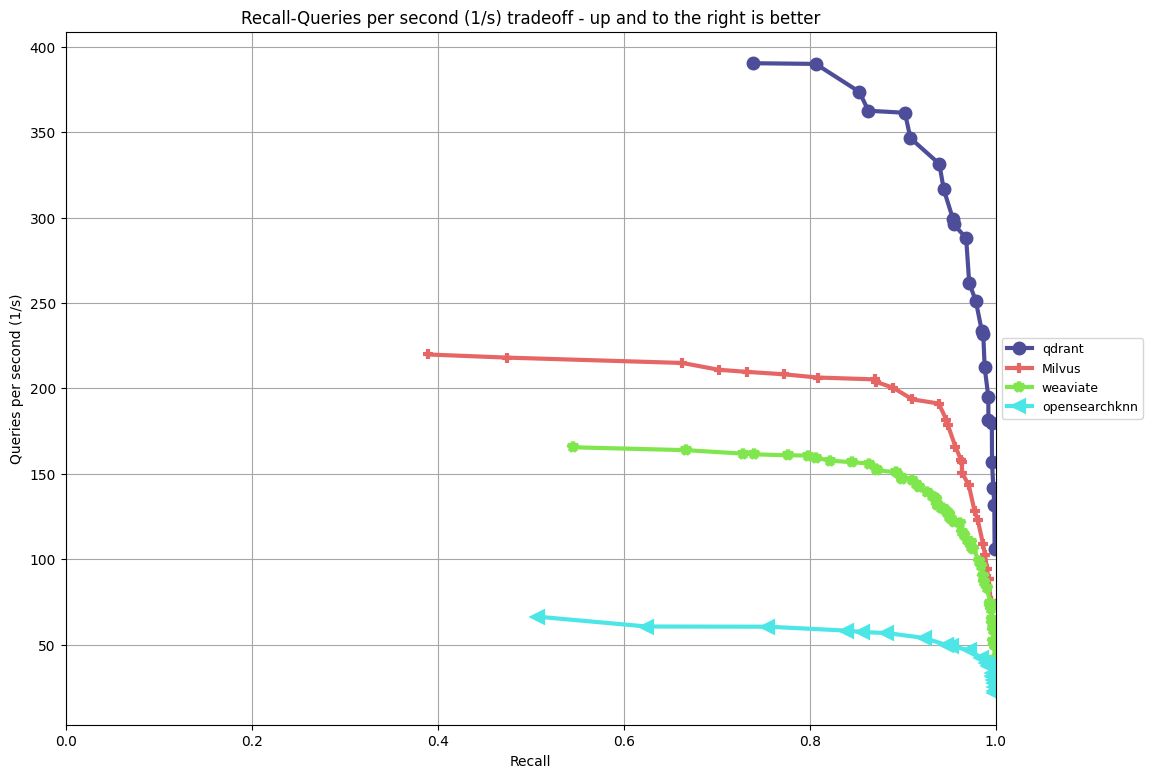 Recall-Queries per second (1/s) tradeoff - up and to the right is better
Queries per second (1/s)
400
350
300
250
200
150
100
50
0.0 0.2 0.4 0.6 0.8 1.0
Recall
qdrant
Milvus
weaviate
opensearchknn